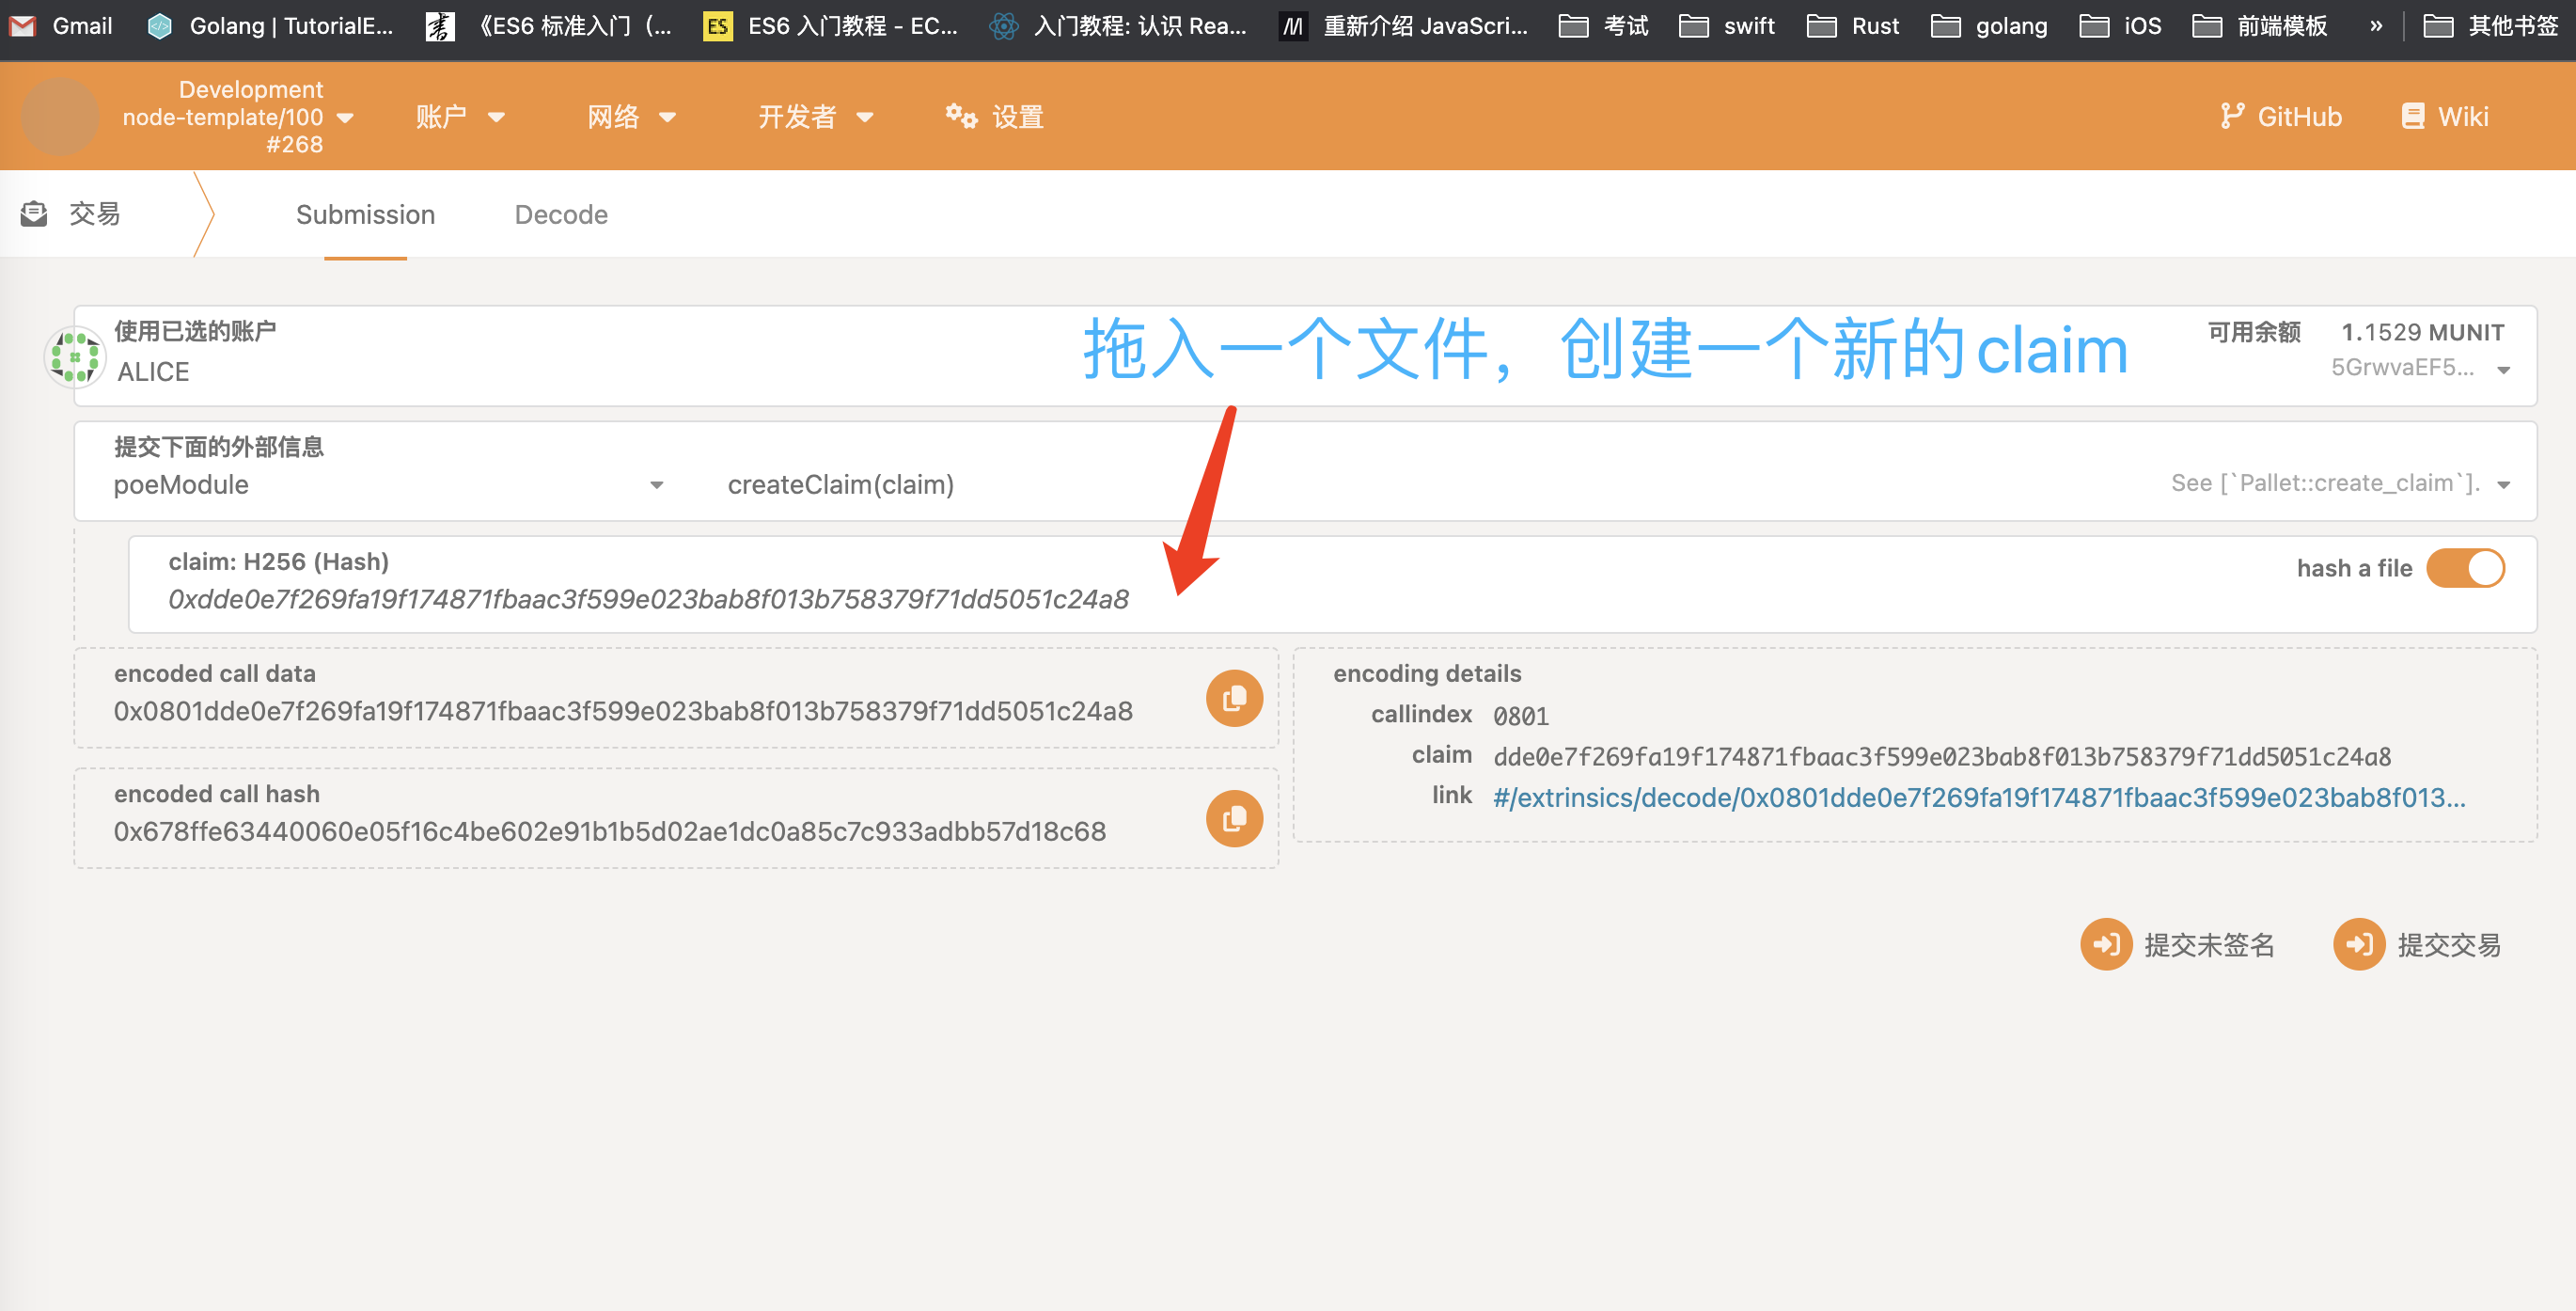 Gmail Golang | TutorialE... 《ES6 标准入门（... ES6 入门教程 - EC... 入门教程: 认识 Rea... 重新介绍 JavaScri... 考试 swift Rust golang iOS 前端模板 » 其他书签
Development
node-template/100
#268
账户 网络 开发者 设置 GitHub Wiki
交易 Submission Decode
使用已选的账户
ALICE
拖入一个文件，创建一个新的claim
可用余额 1.1529 MUNIT
5GrwvaEF5...
提交下面的外部信息
poeModule createClaim(claim) See [`Pallet::create_claim`].
claim: H256 (Hash)
0xdde0e7f269fa19f174871fbaac3f599e023bab8f013b758379f71dd5051c24a8
hash a file
encoded call data
0x0801dde0e7f269fa19f174871fbaac3f599e023bab8f013b758379f71dd5051c24a8
encoded call hash
0x678ffe63440060e05f16c4be602e91b1b5d02ae1dc0a85c7c933adbb57d18c68
encoding details
callindex 0801
claim dde0e7f269fa19f174871fbaac3f599e023bab8f013b758379f71dd5051c24a8
link #/extrinsics/decode/0x0801dde0e7f269fa19f174871fbaac3f599e023bab8f013...
提交未签名 提交交易